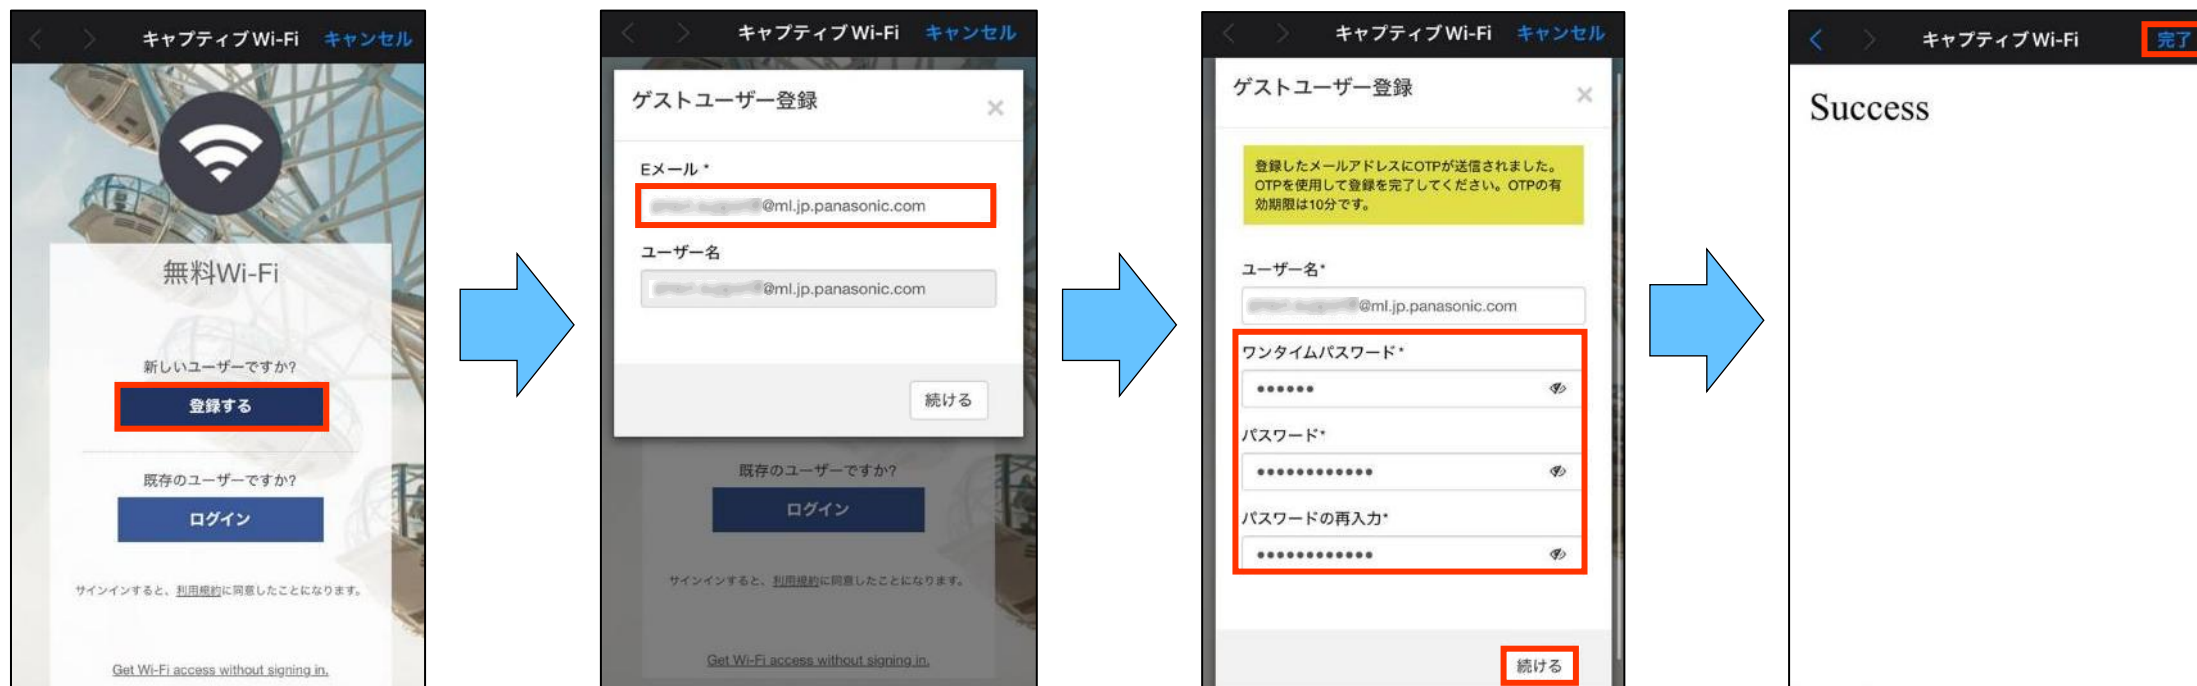 キャプティブ Wi-Fi キャンセル
無料Wi-Fi
新しいユーザーですか?
登録する
既存のユーザーですか?
ログイン
サインインすると、利用規約に同意したことになります。
Get Wi-Fi access without signing in.
キャプティブ Wi-Fi キャンセル
ゲストユーザー登録 ×
Eメール *
@ml.jp.panasonic.com
ユーザー名
@ml.jp.panasonic.com
続ける
既存のユーザーですか?
ログイン
サインインすると、利用規約に同意したことになります。
Get Wi-Fi access without signing in.
キャプティブ Wi-Fi キャンセル
ゲストユーザー登録 ×
登録したメールアドレスにOTPが送信されました。
OTPを使用して登録を完了してください。OTPの有
効期限は10分です。
ユーザー名*
@ml.jp.panasonic.com
ワンタイムパスワード*
••••••
パスワード*
••••••••••••
パスワードの再入力*
••••••••••••
続ける
キャプティブ Wi-Fi 完了
Success